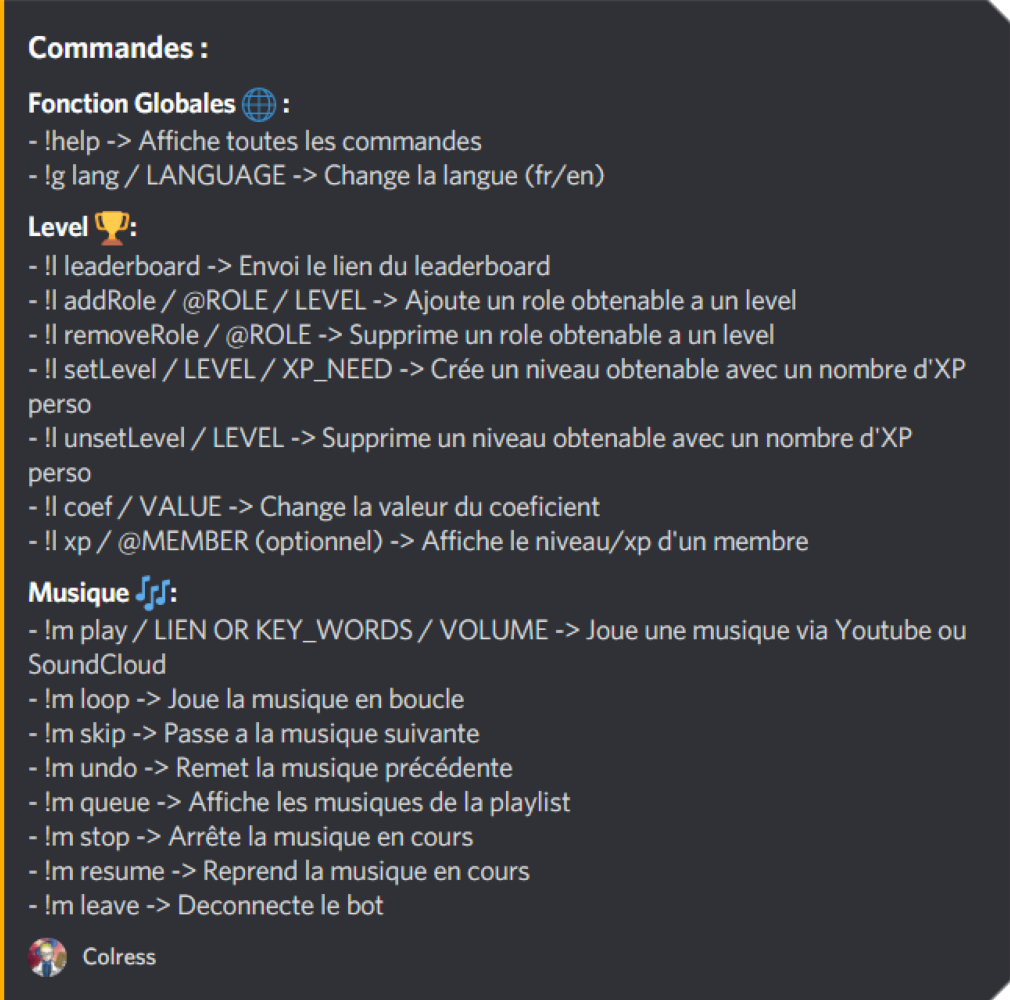 Commandes :
Fonction Globales 🌐 :
- !help -> Affiche toutes les commandes
- !g lang / LANGUAGE -> Change la langue (fr/en)
Level 🏆:
- !l leaderboard -> Envoi le lien du leaderboard
- !l addRole / @ROLE / LEVEL -> Ajoute un role obtenable a un level
- !l removeRole / @ROLE -> Supprime un role obtenable a un level
- !l setLevel / LEVEL / XP_NEED -> Crée un niveau obtenable avec un nombre d'XP
perso
- !l unsetLevel / LEVEL -> Supprime un niveau obtenable avec un nombre d'XP
perso
- !l coef / VALUE -> Change la valeur du coeficient
- !l xp / @MEMBER (optionnel) -> Affiche le niveau/xp d'un membre
Musique 🎶:
- !m play / LIEN OR KEY_WORDS / VOLUME -> Joue une musique via Youtube ou
SoundCloud
- !m loop -> Joue la musique en boucle
- !m skip -> Passe a la musique suivante
- !m undo -> Remet la musique précédente
- !m queue -> Affiche les musiques de la playlist
- !m stop -> Arrête la musique en cours
- !m resume -> Reprend la musique en cours
- !m leave -> Deconnecte le bot
Colress